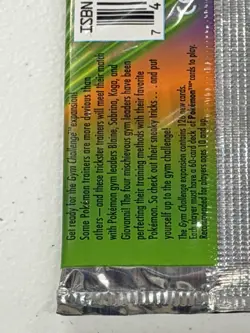 ISBN
74
Get ready for the Gym Challenge™ expansion!
Some Pokémon trainers are more devious than
others — and these trickster trainers will meet their match
with Pokémon gym leaders Blaine, Sabrina, Koga, and
Giovanni! The four mischievous gym leaders have been
perfecting their training methods with their favorite
Pokémon. So check out their sneaky tricks . . . and put
yourself up to the gym challenge!
The Gym Challenge expansion contains 126 new cards.
Each player must have a 60-card deck of Pokémon™ cards to play.
Recommended for players ages 10 and up.